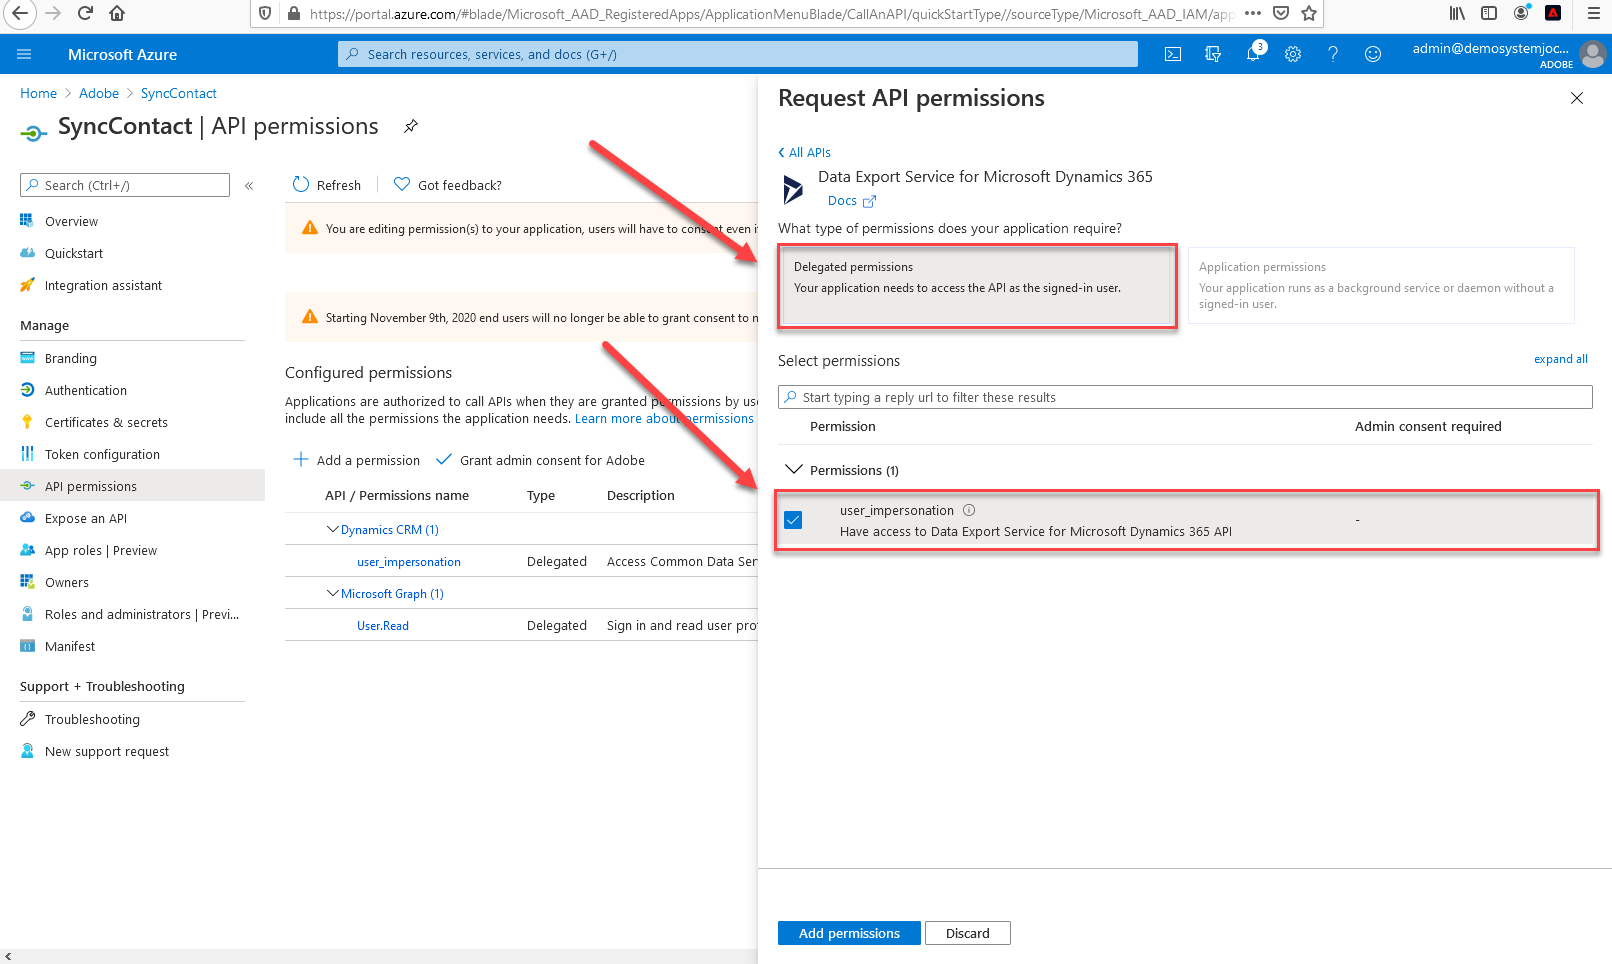 https://portal.azure.com/#blade/Microsoft_AAD_RegisteredApps/ApplicationMenuBlade/CallAnAPI/quickStartType//sourceType/Microsoft_AAD_IAM/app
Microsoft Azure
Search resources, services, and docs (G+/)
3
admin@demosystemjoc...
ADOBE
Home > Adobe > SyncContact
SyncContact | API permissions
Search (Ctrl+/)
«
Overview
Quickstart
Integration assistant
Manage
Branding
Authentication
Certificates & secrets
Token configuration
API permissions
Expose an API
App roles | Preview
Owners
Roles and administrators | Previ...
Manifest
Support + Troubleshooting
Troubleshooting
New support request
Refresh
Got feedback?
You are editing permission(s) to your application, users will have to consent even i
Starting November 9th, 2020 end users will no longer be able to grant consent to n
Configured permissions
Applications are authorized to call APIs when they are granted permissions by use
include all the permissions the application needs. Learn more about permissions
Add a permission
Grant admin consent for Adobe
API / Permissions name Type Description
Dynamics CRM (1)
user_impersonation Delegated Access Common Data Ser
Microsoft Graph (1)
User.Read Delegated Sign in and read user pro
Request API permissions
All APIs
Data Export Service for Microsoft Dynamics 365
Docs
What type of permissions does your application require?
Delegated permissions
Your application needs to access the API as the signed-in user.
Application permissions
Your application runs as a background service or daemon without a
signed-in user.
Select permissions
expand all
Start typing a reply url to filter these results
Permission Admin consent required
Permissions (1)
user_impersonation
Have access to Data Export Service for Microsoft Dynamics 365 API
-
Add permissions
Discard